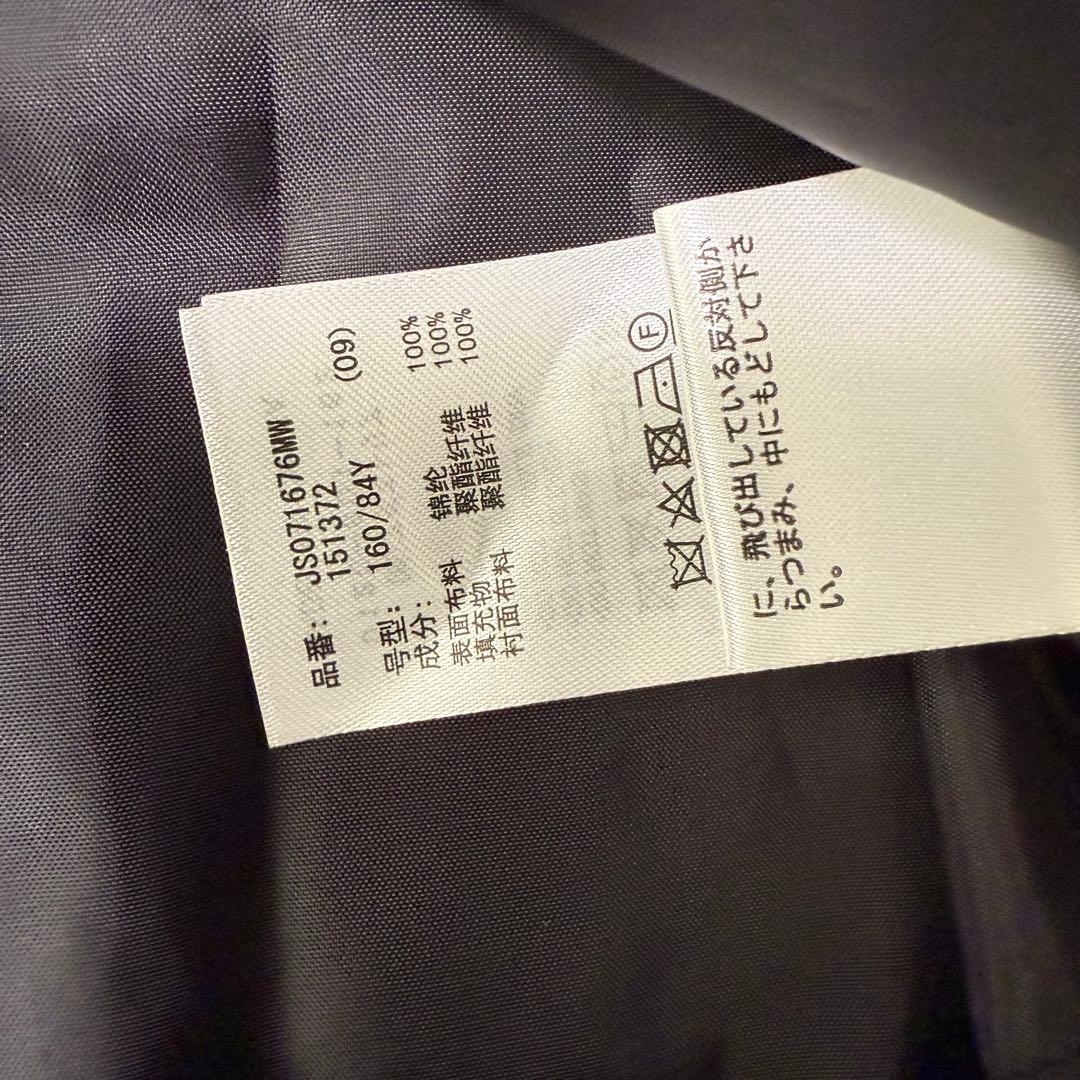 品番: JS071676MW
151372 (09)
号型: 160/84Y
成分:
表面布料 锦纶 100%
填充物 聚酯纤维 100%
衬面布料 聚酯纤维 100%
F
に、飛び出している反対側か
らつまみ、中にもどして下さ
い。